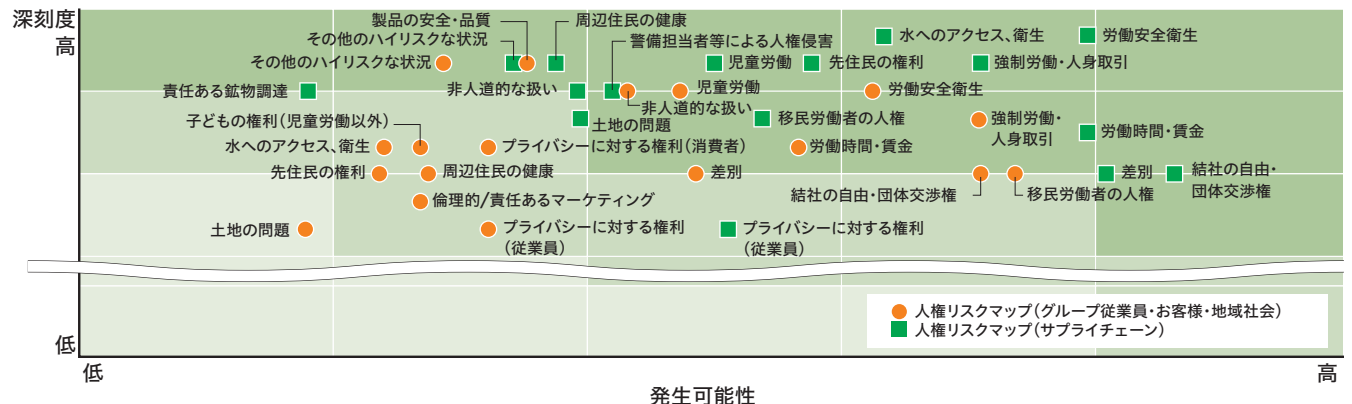 深刻度
高
製品の安全・品質
周辺住民の健康
その他のハイリスクな状況
警備担当者等による人権侵害
水へのアクセス、衛生
労働安全衛生
その他のハイリスクな状況
児童労働
先住民の権利
強制労働・人身取引
責任ある鉱物調達
非人道的な扱い
児童労働
労働安全衛生
非人道的な扱い
子どもの権利(児童労働以外)
土地の問題
移民労働者の人権
強制労働・
人身取引
労働時間・賃金
水へのアクセス、衛生
プライバシーに対する権利(消費者)
労働時間・賃金
先住民の権利
周辺住民の健康
差別
結社の自由・団体交渉権
移民労働者の人権
差別
結社の自由・
団体交渉権
倫理的/責任あるマーケティング
土地の問題
プライバシーに対する権利
(従業員)
プライバシーに対する権利
(従業員)
人権リスクマップ(グループ従業員・お客様・地域社会)
人権リスクマップ(サプライチェーン)
低
低
高
発生可能性